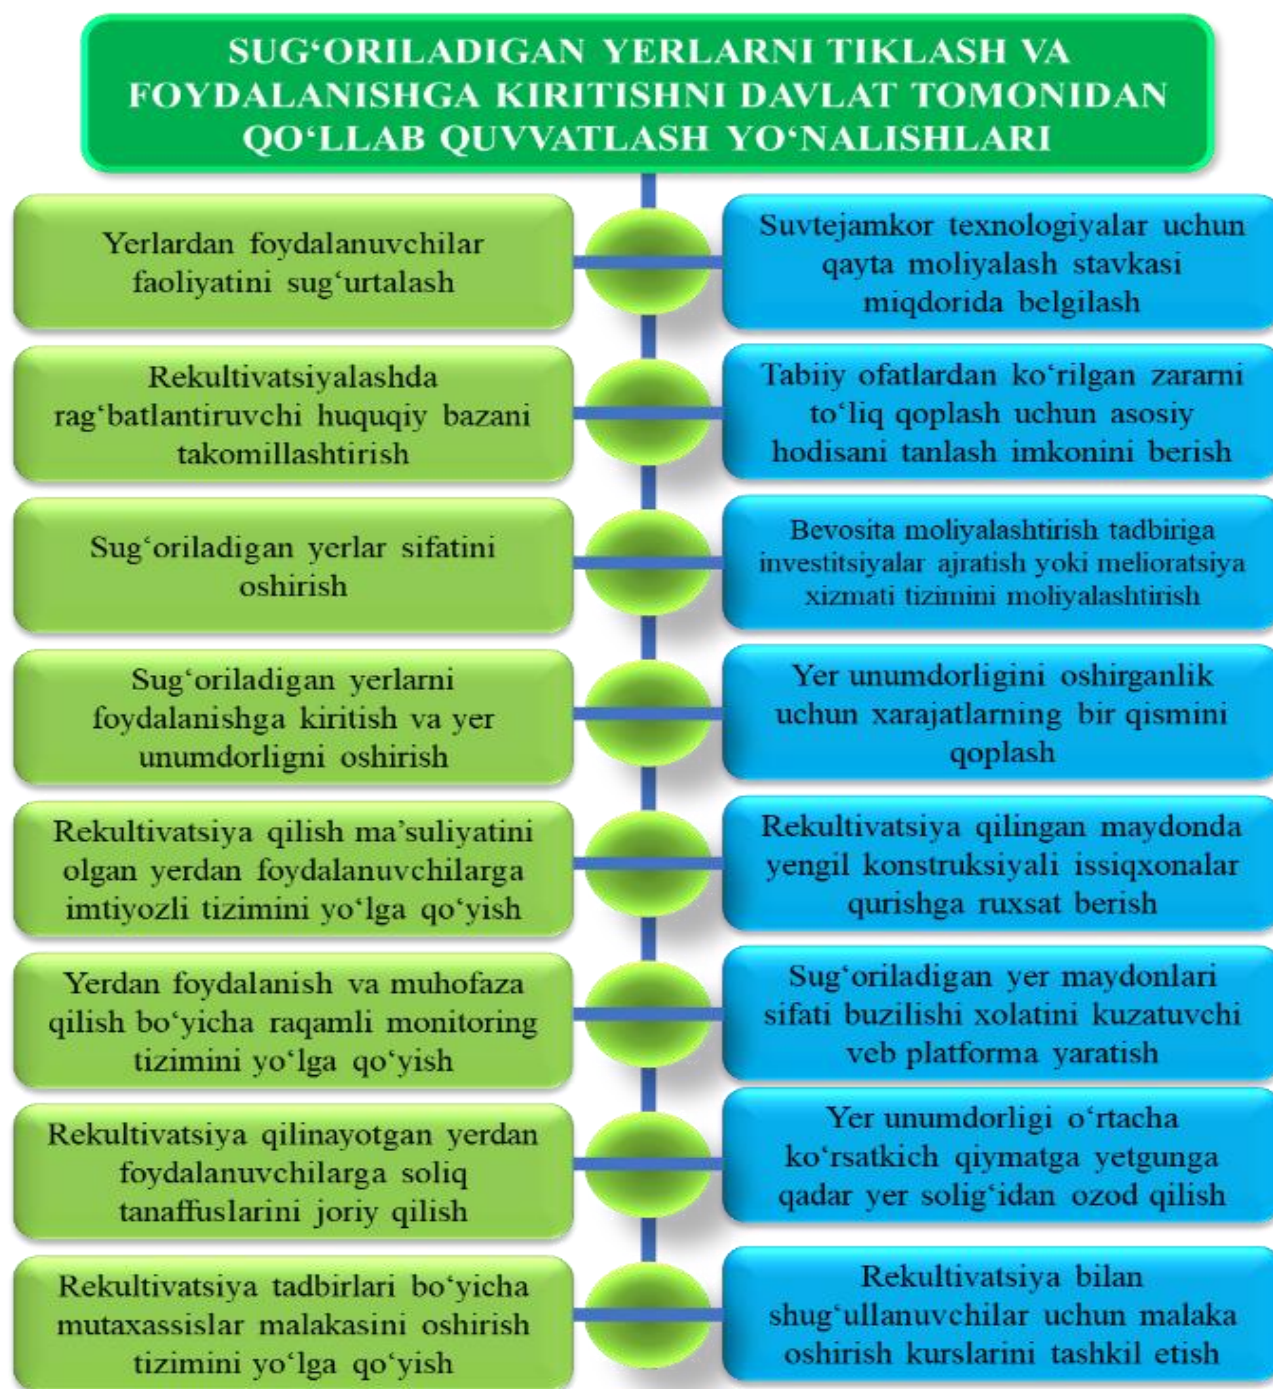 SUG‘ORILADIGAN YERLARNI TIKLASH VA
FOYDALANISHGA KIRITISHNI DAVLAT TOMONIDAN
QO‘LLAB QUVVATLASH YO‘NALISHLARI
Yerlardan foydalanuvchilar
faoliyatini sug‘urtalash
Suvtejamkor texnologiyalar uchun
qayta moliyalash stavkasi
miqdorida belgilash
Rekultivatsiyalashda
rag‘batlantiruvchi huquqiy bazani
takomillashtirish
Tabiiy ofatlardan ko‘rilgan zararni
to‘liq qoplash uchun asosiy
hodisani tanlash imkonini berish
Sug‘oriladigan yerlar sifatini
oshirish
Bevosita moliyalashtirish tadbiriga
investitsiyalar ajratish yoki melioratsiya
xizmati tizimini moliyalashtirish
Sug‘oriladigan yerlarni
foydalanishga kiritish va yer
unumdorligni oshirish
Yer unumdorligini oshirganlik
uchun xarajatlarning bir qismini
qoplash
Rekultivatsiya qilish ma’suliyatini
olgan yerdan foydalanuvchilarga
imtiyozli tizimini yo‘lga qo‘yish
Rekultivatsiya qilingan maydonda
yengil konstruksiyali issiqxonalar
qurishga ruxsat berish
Yerdan foydalanish va muhofaza
qilish bo‘yicha raqamli monitoring
tizimini yo‘lga qo‘yish
Sug‘oriladigan yer maydonlari
sifati buzilishi xolatini kuzatuvchi
veb platforma yaratish
Rekultivatsiya qilinayotgan yerdan
foydalanuvchilarga soliq
tanaffuslarini joriy qilish
Yer unumdorligi o‘rtacha
ko‘rsatkich qiymatga yetgunga
qadar yer solig‘idan ozod qilish
Rekultivatsiya tadbirlari bo‘yicha
mutaxassislar malakasini oshirish
tizimini yo‘lga qo‘yish
Rekultivatsiya bilan
shug‘ullanuvchilar uchun malaka
oshirish kurslarini tashkil etish